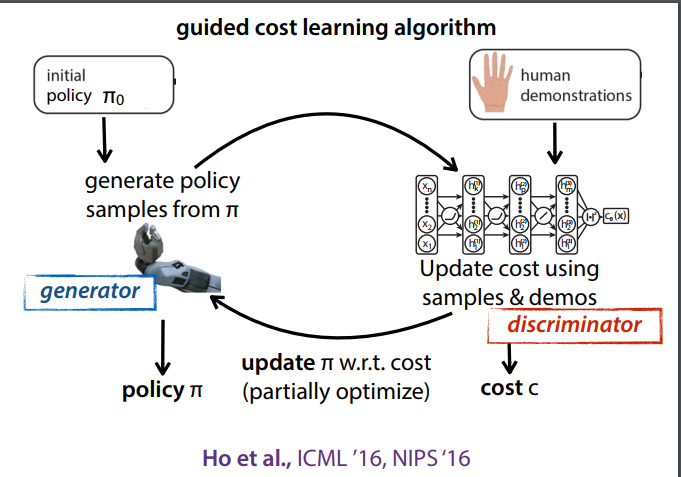 guided cost learning algorithm
initial
policy π0
human
demonstrations
generate policy
samples from π
generator
Update cost using
samples & demos
discriminator
update π w.r.t. cost
(partially optimize)
policy π
cost c
Ho et al., ICML ’16, NIPS ‘16